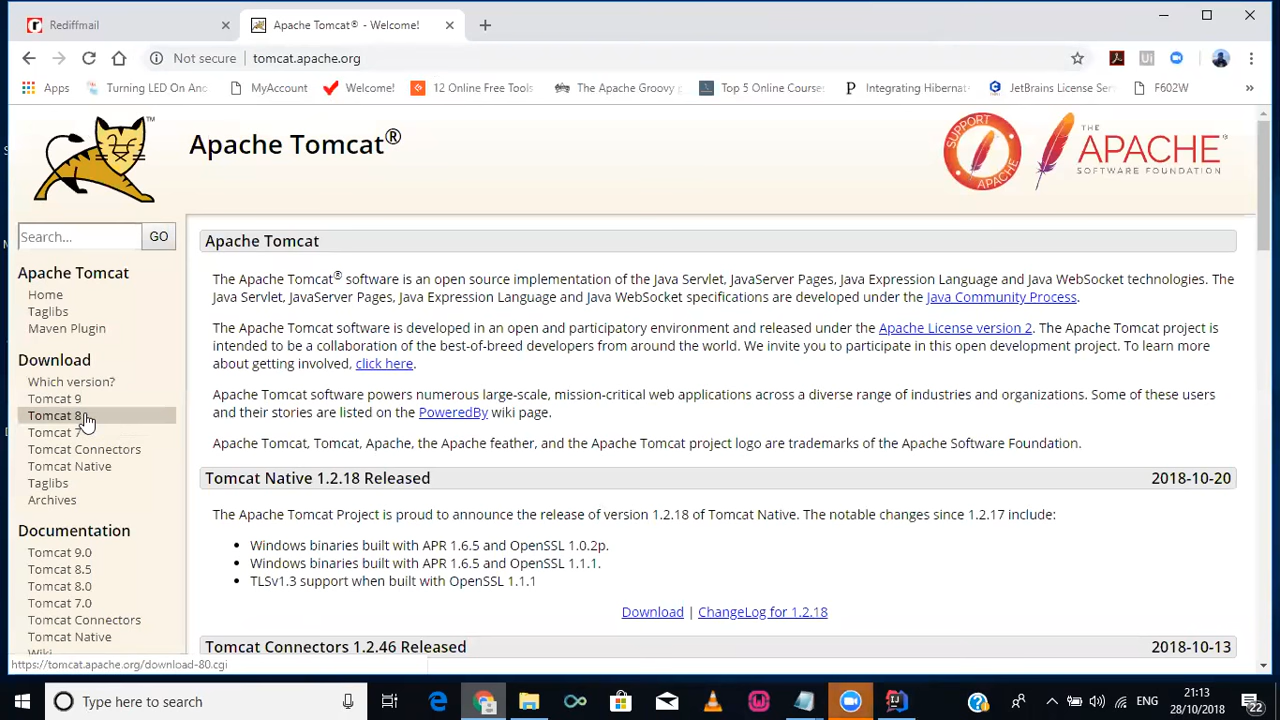 Rediffmail
Apache Tomcat® - Welcome!
Not secure
tomcat.apache.org
Ui
Apps
Turning LED On An
MyAccount
Welcome!
12 Online Free Tools
The Apache Groovy
Top 5 Online Course
P
Integrating Hibernat
JetBrains License Ser
F602W
TM
Apache Tomcat®
SUPPORT APACHE
THE
APACHE
SOFTWARE FOUNDATION
Search...
GO
Apache Tomcat
Home
Taglibs
Maven Plugin
Download
Which version?
Tomcat 9
Tomcat 8
Tomcat 7
Tomcat Connectors
Tomcat Native
Taglibs
Archives
Documentation
Tomcat 9.0
Tomcat 8.5
Tomcat 8.0
Tomcat 7.0
Tomcat Connectors
Tomcat Native
Wiki
Apache Tomcat
The Apache Tomcat® software is an open source implementation of the Java Servlet, JavaServer Pages, Java Expression Language and Java WebSocket technologies. The
Java Servlet, JavaServer Pages, Java Expression Language and Java WebSocket specifications are developed under the Java Community Process.
The Apache Tomcat software is developed in an open and participatory environment and released under the Apache License version 2. The Apache Tomcat project is
intended to be a collaboration of the best-of-breed developers from around the world. We invite you to participate in this open development project. To learn more
about getting involved, click here.
Apache Tomcat software powers numerous large-scale, mission-critical web applications across a diverse range of industries and organizations. Some of these users
and their stories are listed on the PoweredBy wiki page.
Apache Tomcat, Tomcat, Apache, the Apache feather, and the Apache Tomcat project logo are trademarks of the Apache Software Foundation.
Tomcat Native 1.2.18 Released
2018-10-20
The Apache Tomcat Project is proud to announce the release of version 1.2.18 of Tomcat Native. The notable changes since 1.2.17 include:
• Windows binaries built with APR 1.6.5 and OpenSSL 1.0.2p.
• Windows binaries built with APR 1.6.5 and OpenSSL 1.1.1.
• TLSv1.3 support when built with OpenSSL 1.1.1
Download | ChangeLog for 1.2.18
Tomcat Connectors 1.2.46 Released
2018-10-13
https://tomcat.apache.org/download-80.cgi
Type here to search
ENG
21:13
28/10/2018
22